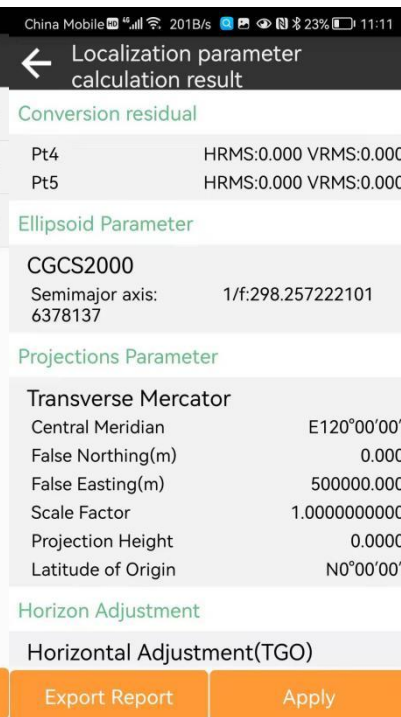 China Mobile HD 4G 201B/s 23% 11:11
Localization parameter
calculation result
Conversion residual
Pt4 HRMS:0.000 VRMS:0.000
Pt5 HRMS:0.000 VRMS:0.000
Ellipsoid Parameter
CGCS2000
Semimajor axis: 1/f:298.257222101
6378137
Projections Parameter
Transverse Mercator
Central Meridian E120°00'00'
False Northing(m) 0.000
False Easting(m) 500000.000
Scale Factor 1.0000000000
Projection Height 0.0000
Latitude of Origin N0°00'00'
Horizon Adjustment
Horizontal Adjustment(TGO)
Export Report Apply